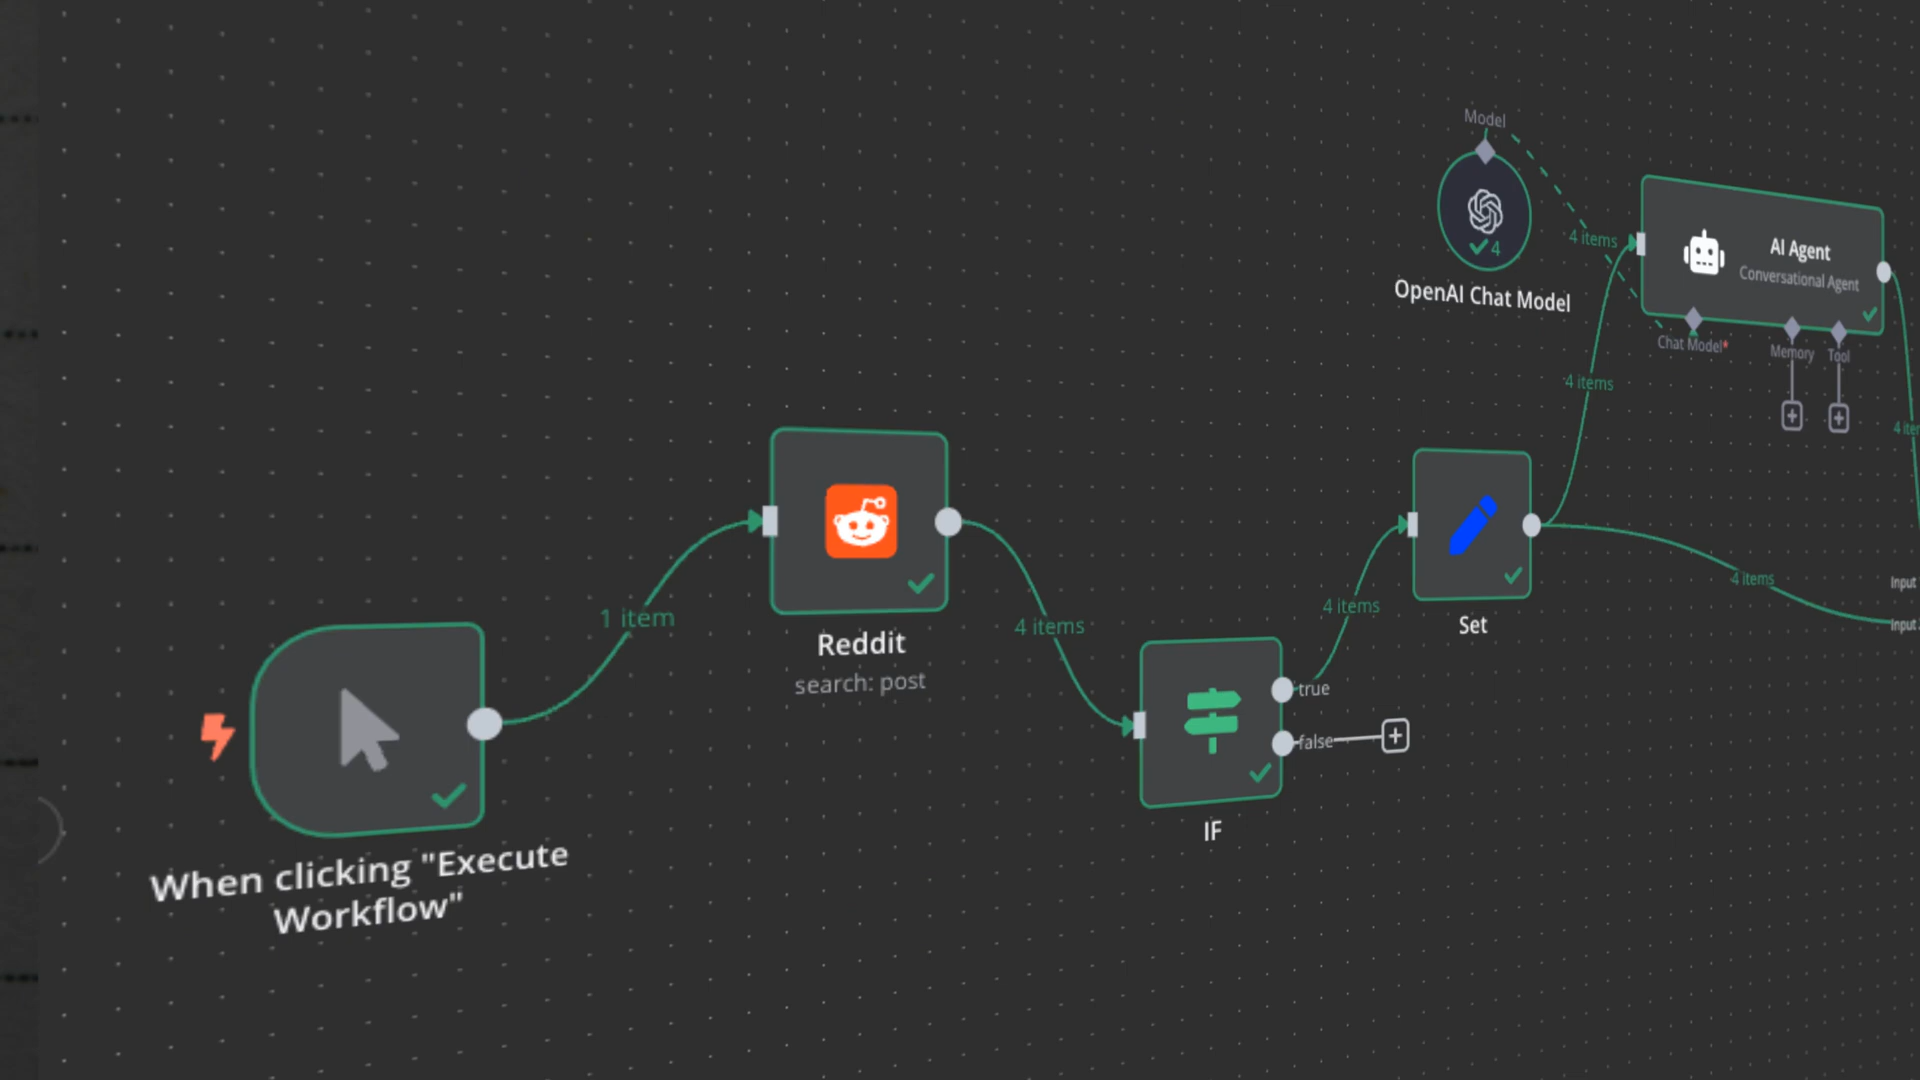 Model
4
OpenAI Chat Model
4 items
AI Agent
Conversational Agent
Chat Model*
Memory
Tool
4 items
1 item
Reddit
search: post
4 items
4 items
Set
4 items
Input
Input
true
false
IF
When clicking "Execute
Workflow"